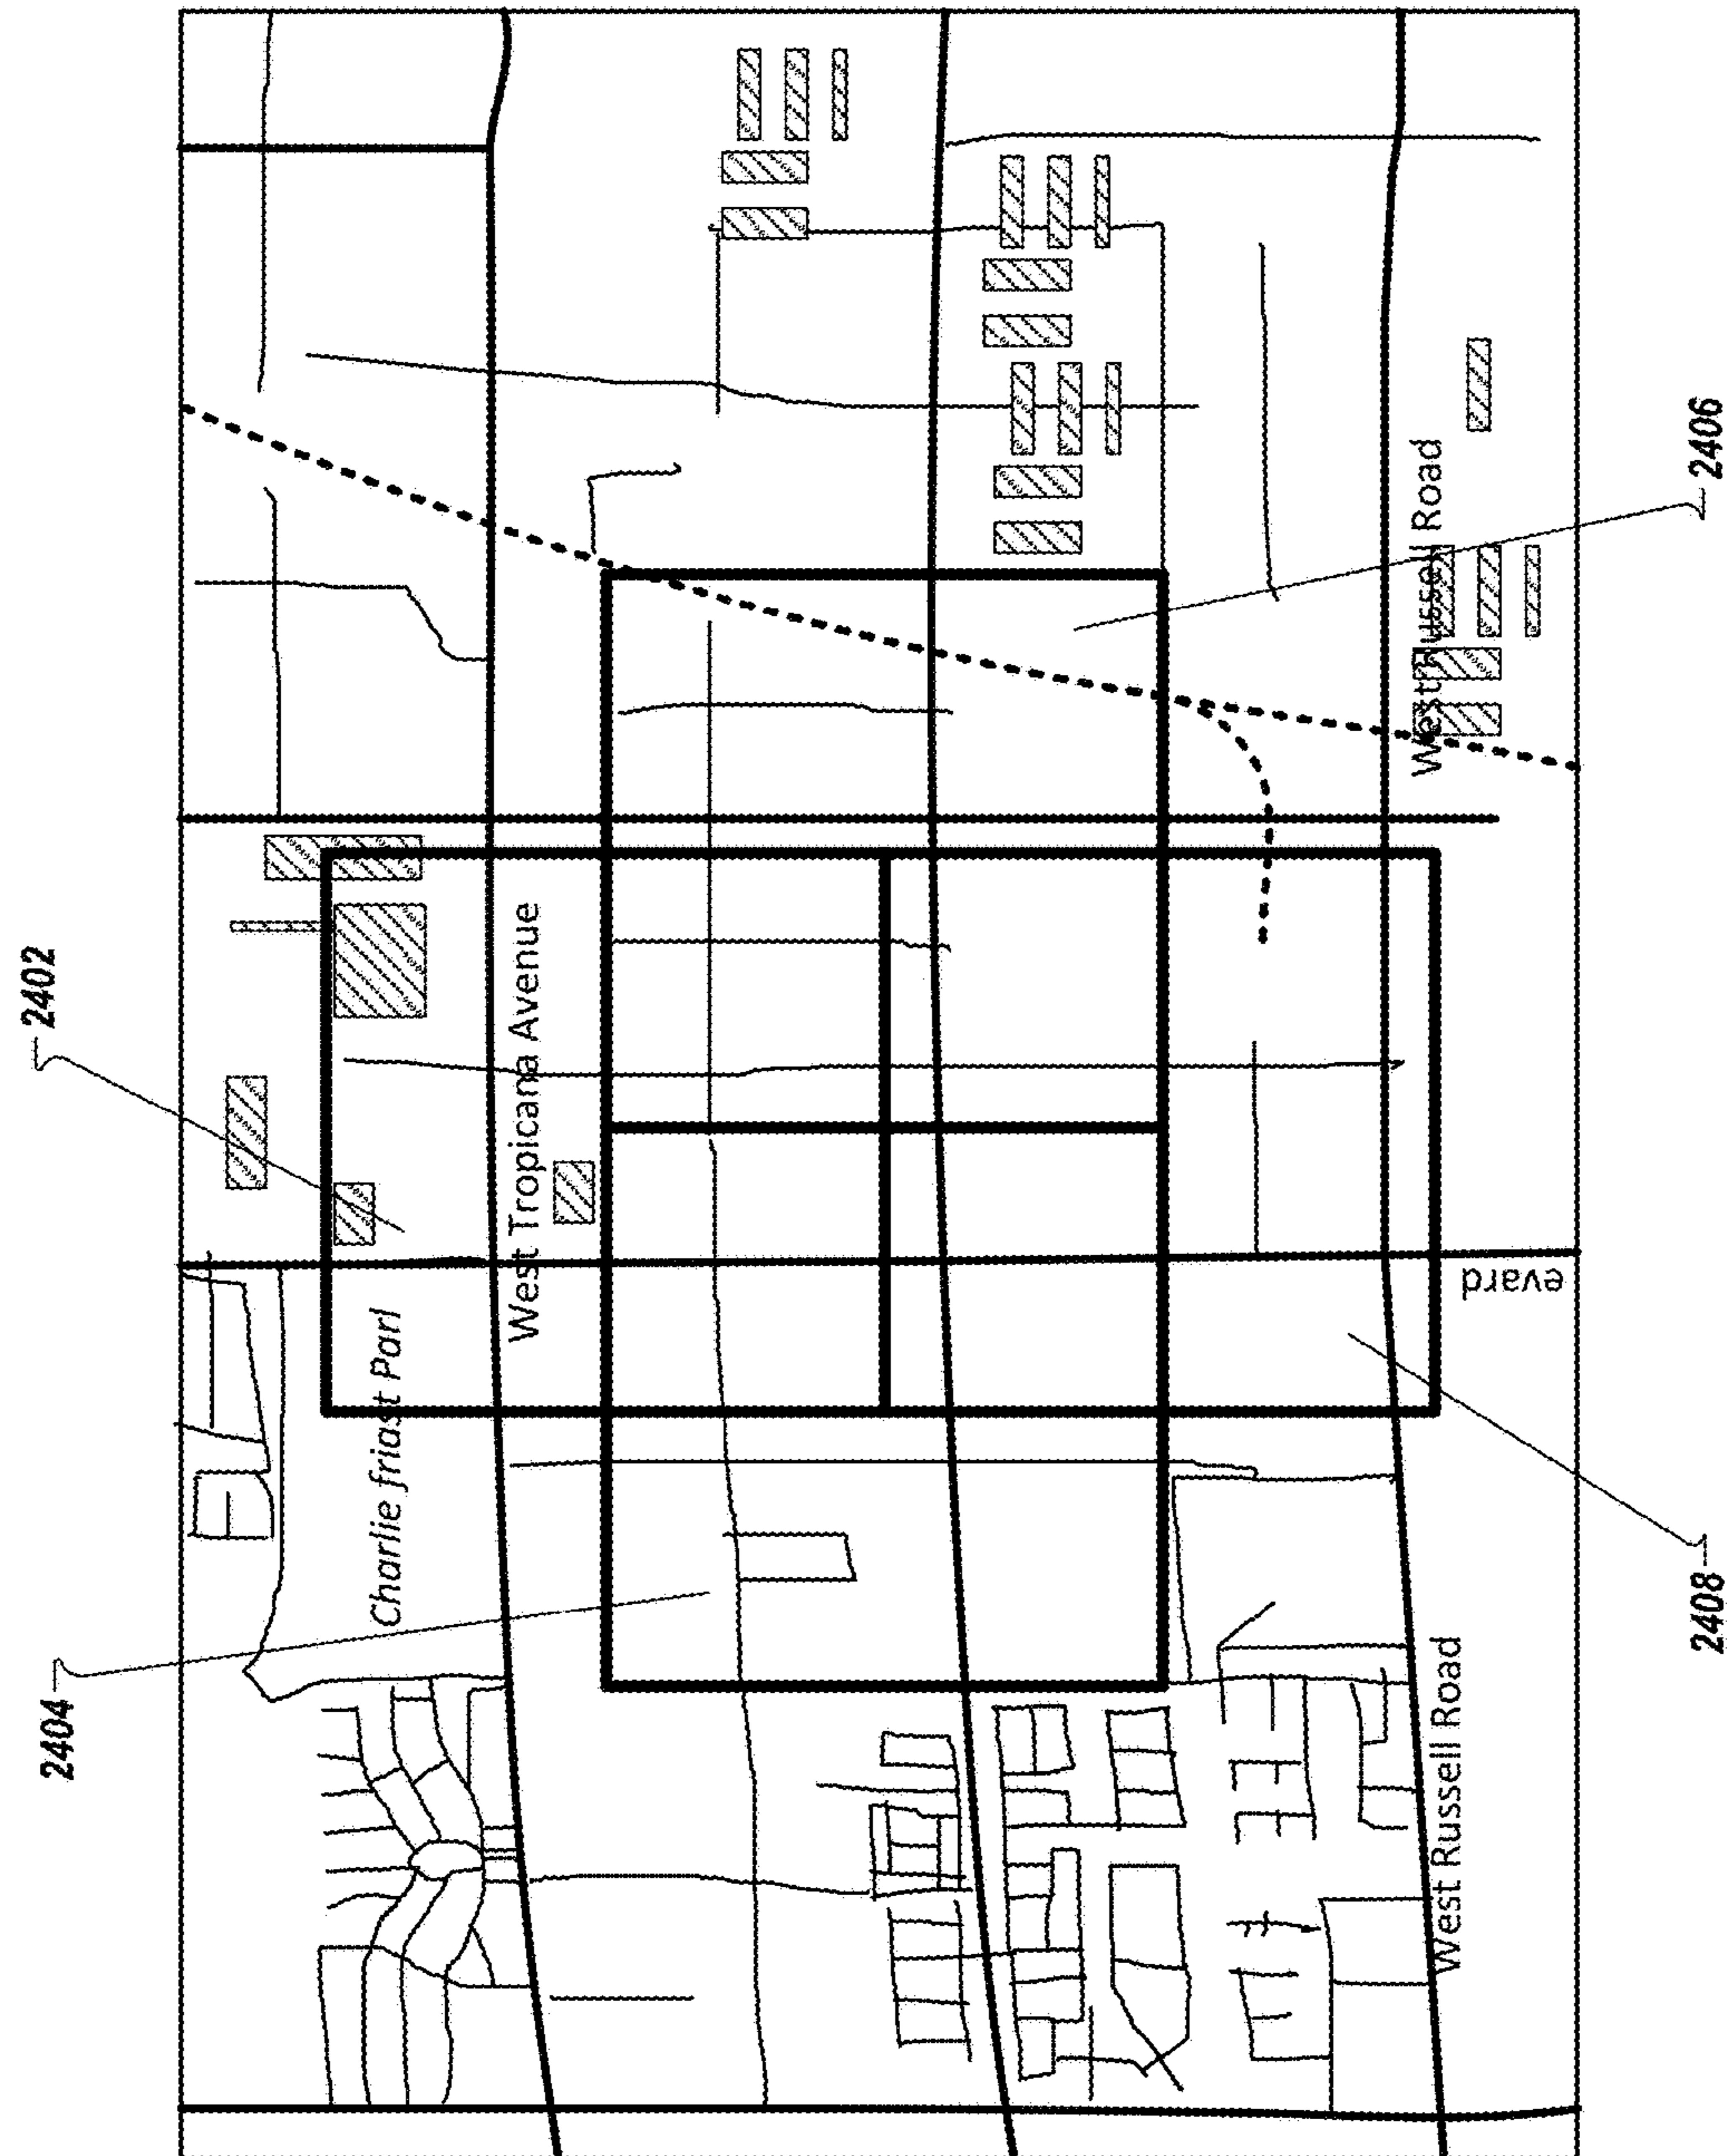 2402
2404
Charlie friast Parl
West Tropicana Avenue
2406
West Russell Road
evard
2408
West Russell Road